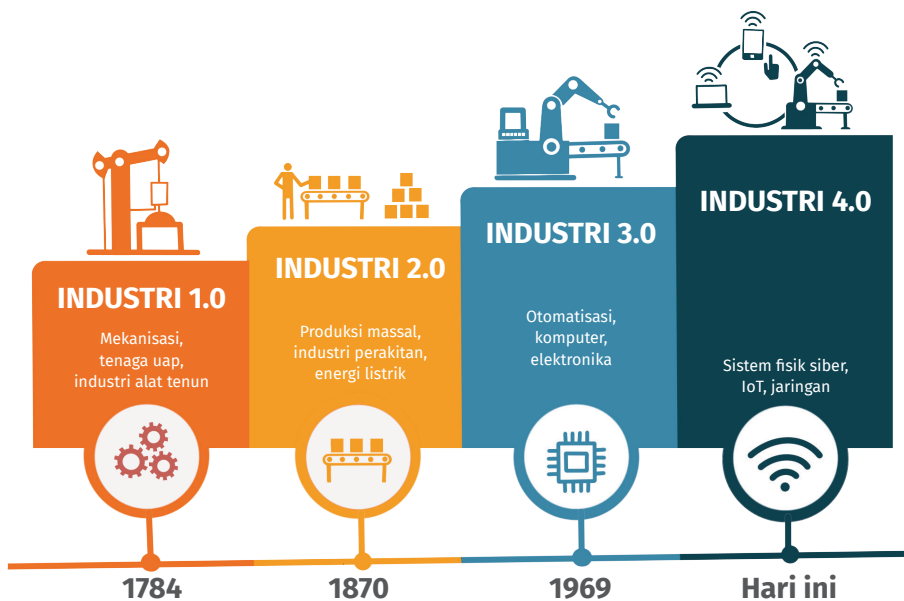 INDUSTRI 1.0
Mekanisasi,
tenaga uap,
industri alat tenun
1784
INDUSTRI 2.0
Produksi massal,
industri perakitan,
energi listrik
1870
INDUSTRI 3.0
Otomatisasi,
komputer,
elektronika
1969
INDUSTRI 4.0
Sistem fisik siber,
IoT, jaringan
Hari ini